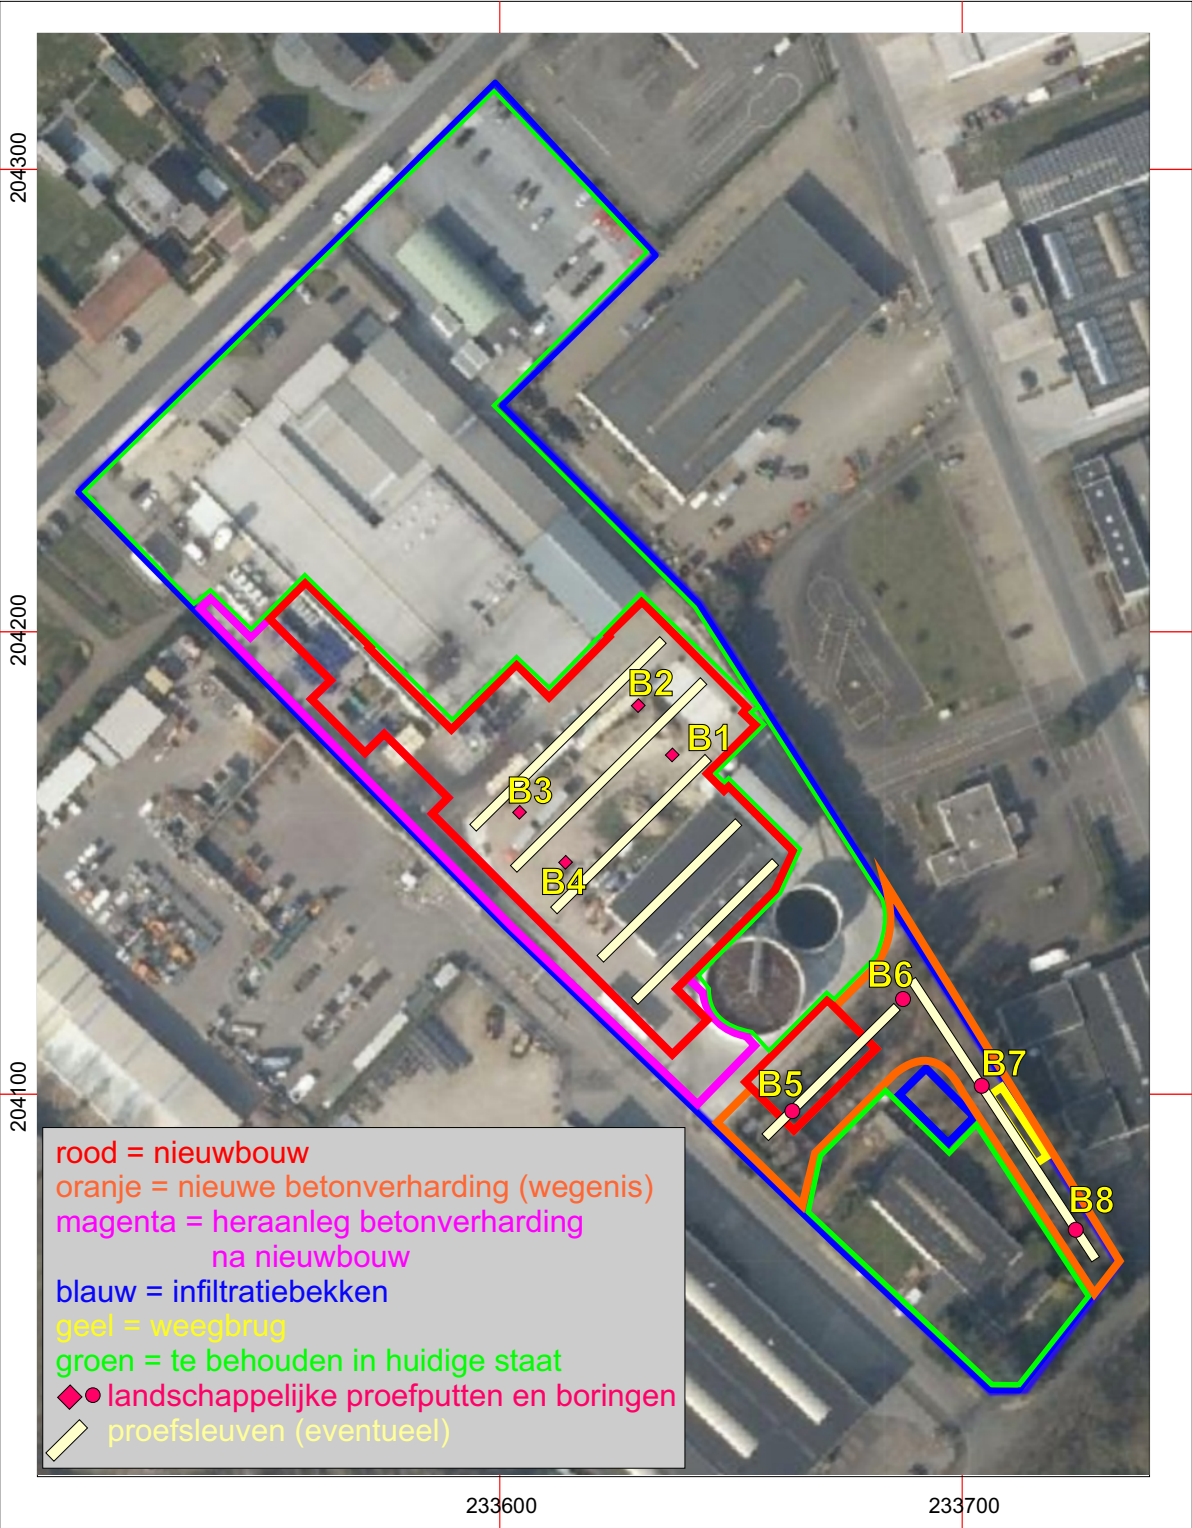 204300
204200
204100
B2
B1
B3
B4
B6
B7
B5
B8
rood = nieuwbouw
oranje = nieuwe betonverharding (wegenis)
magenta = heraanleg betonverharding
na nieuwbouw
blauw = infiltratiebekken
geel = weegbrug
groen = te behouden in huidige staat
landschappelijke proefputten en boringen
proefsleuven (eventueel)
233600
233700